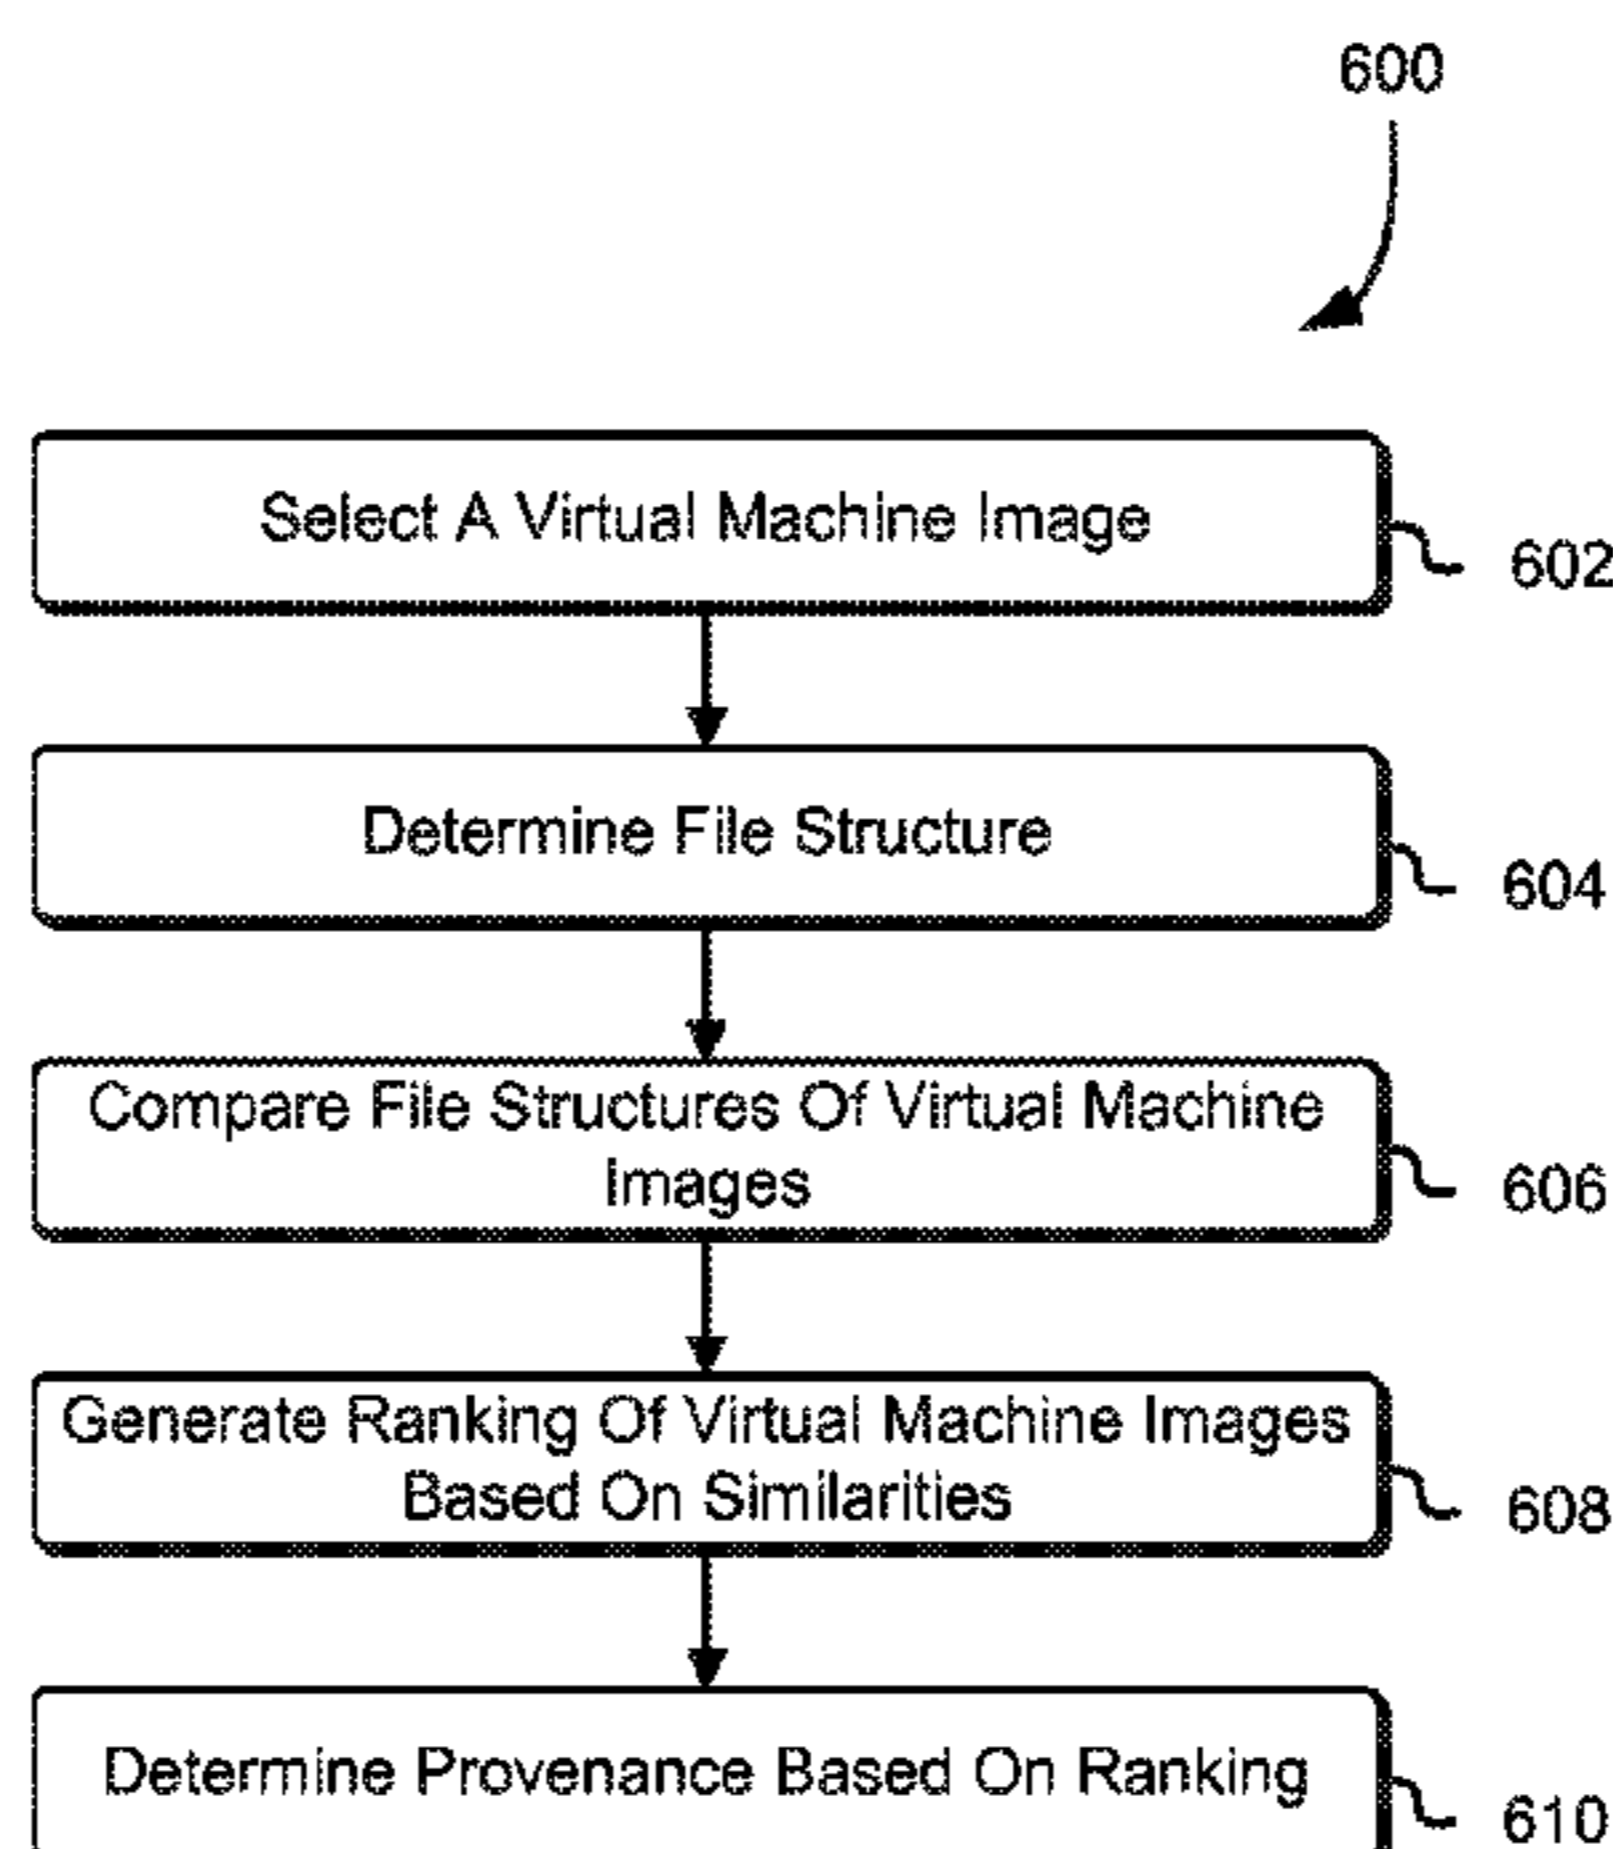 600
Select A Virtual Machine Image
602
Determine File Structure
604
Compare File Structures Of Virtual Machine
Images
606
Generate Ranking Of Virtual Machine Images
Based On Similarities
608
Determine Provenance Based On Ranking
610